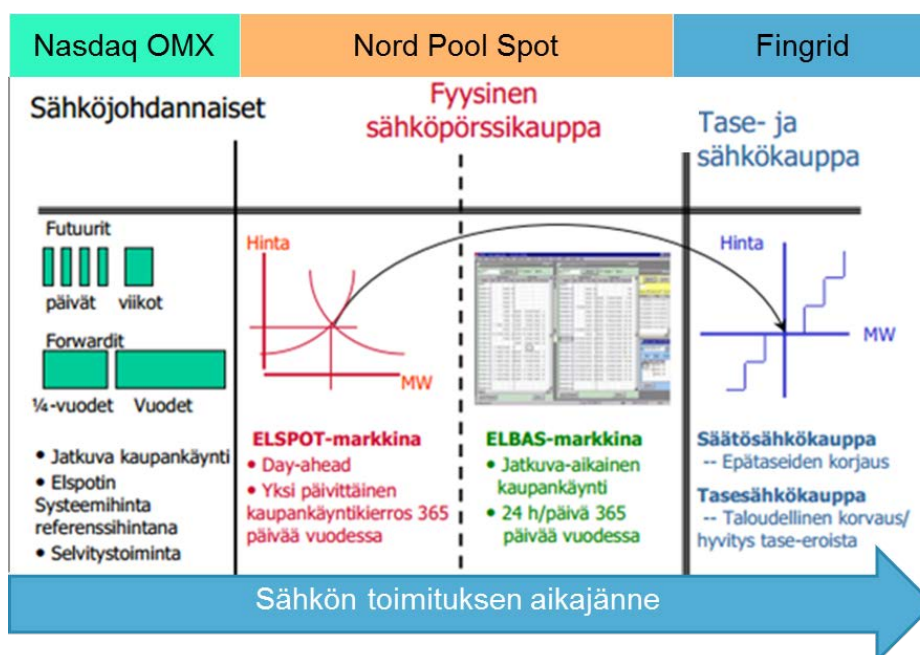 Nasdaq OMX
Nord Pool Spot
Fingrid
Sähköjohdannaiset
Fyysinen
sähköpörssikauppa
Tase- ja
sähkökauppa
Futuurit
päivät
viikot
Forwardit
¼-vuodet
Vuodet
• Jatkuva kaupankäynti
• Elspotin
Systeemihinta
referenssihintana
• Selvitystoiminta
Hinta
MW
ELSPOT-markkina
• Day-ahead
• Yksi päivittäinen
kaupankäyntikierros 365
päivää vuodessa
ELBAS-markkina
• Jatkuva-aikainen
kaupankäynti
• 24 h/päivä 365
päivää vuodessa
Hinta
MW
Säätösähkökauppa
-- Epätaseiden korjaus
Tasesähkökauppa
-- Taloudellinen korvaus/
hyvitys tase-eroista
Sähkön toimituksen aikajänne